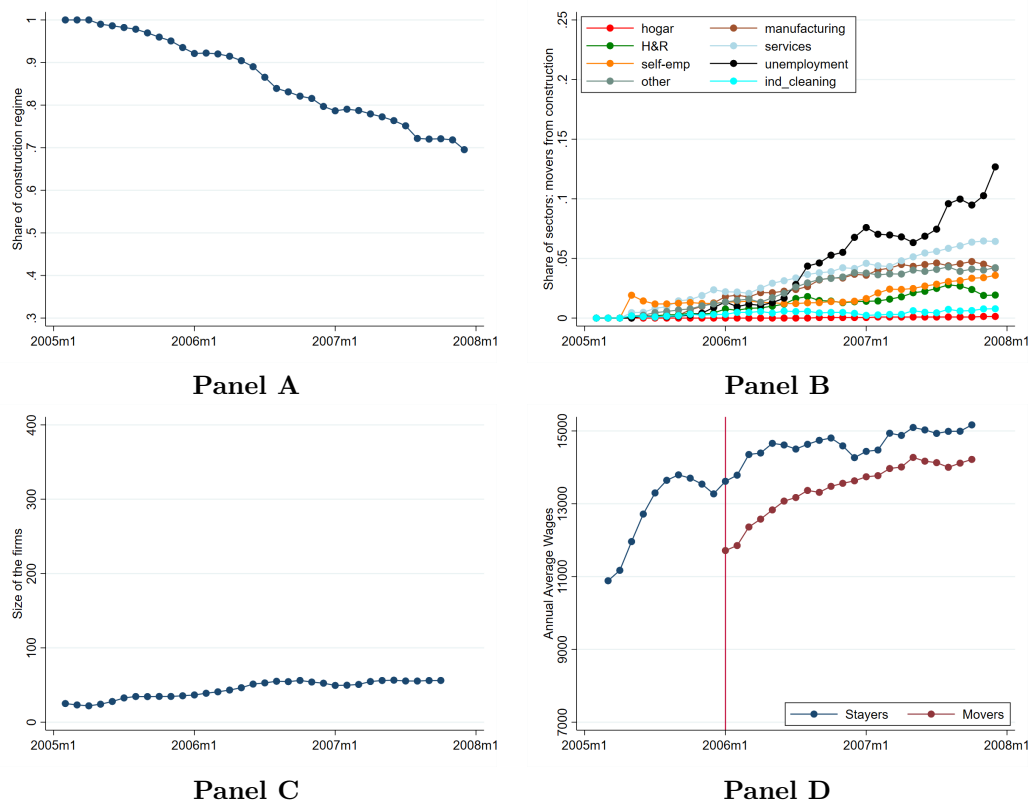 Share of construction regime
1
.9
.8
.7
.6
.5
.4
.3
2005m1 2006m1 2007m1 2008m1
Panel A
Share of sectors: movers from construction
.25
.2
.15
.1
.05
0
hogar manufacturing
H&R services
self-emp unemployment
other ind_cleaning
2005m1 2006m1 2007m1 2008m1
Panel B
Size of the firms
400
300
200
100
0
2005m1 2006m1 2007m1 2008m1
Panel C
Annual Average Wages
15000
13000
11000
9000
7000
Stayers Movers
2005m1 2006m1 2007m1 2008m1
Panel D